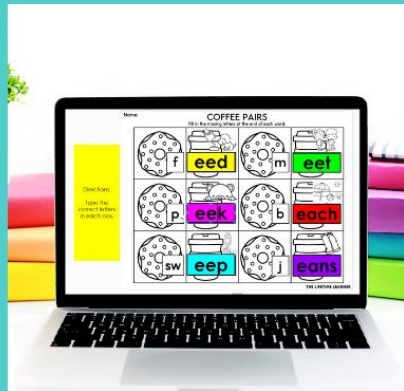 Name:
COFFEE PAIRS
Fill in the missing letters at the end of each word.
Directions:
Type the
correct letters
in each box.
f eed m eet
p eek b each
sw eep j eans
THE LIFETIME LEARNER